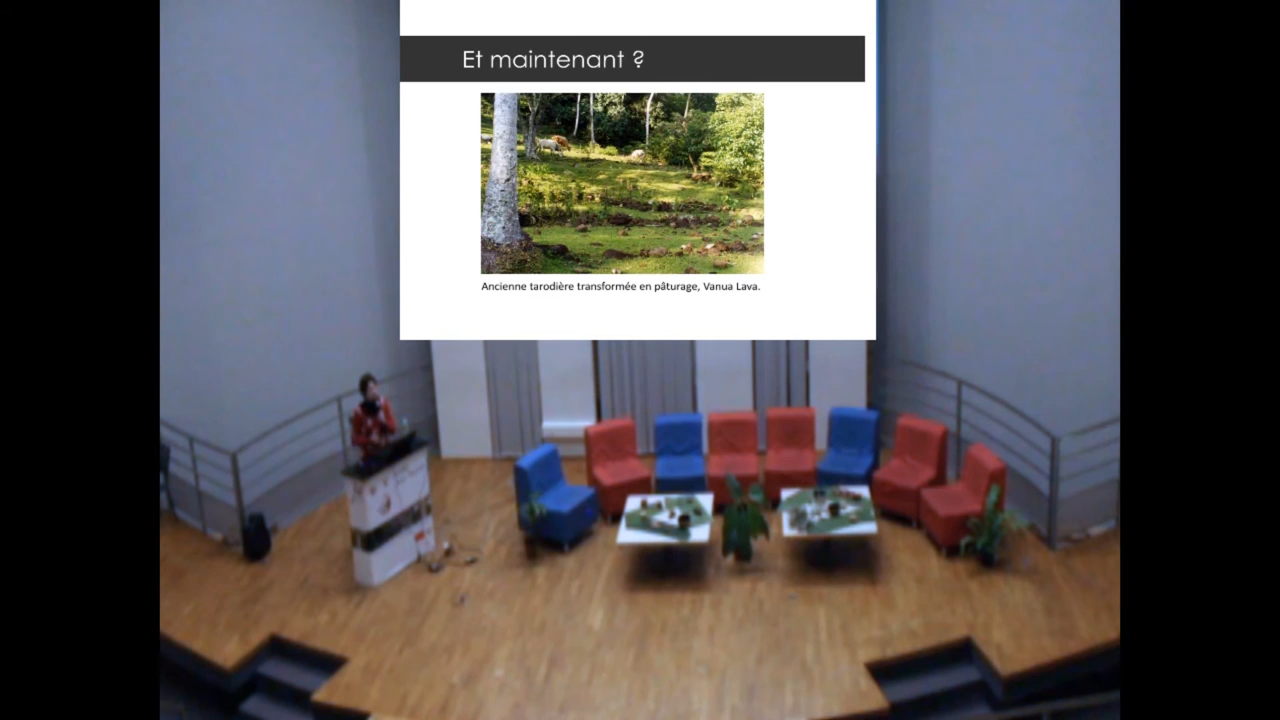 Et maintenant ?
Ancienne tarodière transformée en pâturage, Vanua Lava.